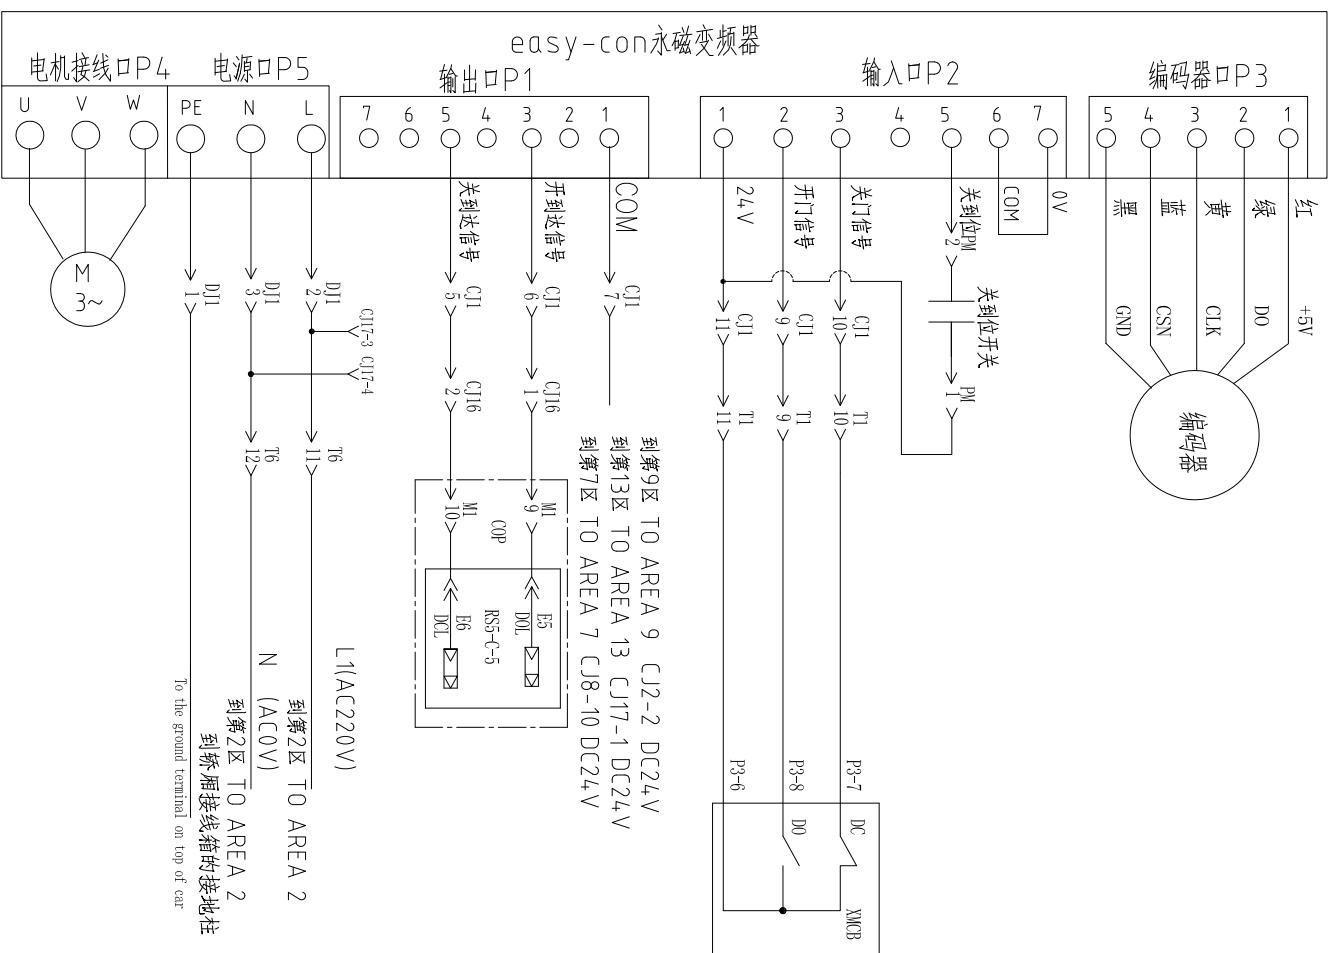 easy-con永磁变频器
电机接线口P4
电源口P5
输出口P1
输入口P2
编码器口P3
U V W
PE N L
7 6 5 4 3 2 1
1 2 3 4 5 6 7
5 4 3 2 1
关到达信号
开到达信号
COM
24V
开门信号
关门信号
关到位PM
2
COM
0V
黑
蓝
黄
绿
红
M
3~
DJ1
1
DJ1
3
DJ1
2
CJ17-3
CJ17-4
CJ1
5
CJ1
6
CJ1
7
CJ1
11
CJ1
9
CJ1
10
关到位开关
PM
1
GND
CSN
CLK
DO
+5V
编码器
CJ16
2
CJ16
1
T1
11
T1
9
T1
10
T6
12
T6
11
M1
10
M1
9
COP
E6
DCL
RS5-C-5
E5
DOL
到第9区 TO AREA 9 CJ2-2 DC24V
到第13区 TO AREA 13 CJ17-1 DC24V
到第7区 TO AREA 7 CJ8-10 DC24V
L1(AC220V)
到第2区 TO AREA 2
N (AC0V)
到第2区 TO AREA 2
到轿厢接线箱的接地柱
To the ground terminal on top of car
P3-6
P3-8
P3-7
DO
DC
XMCB